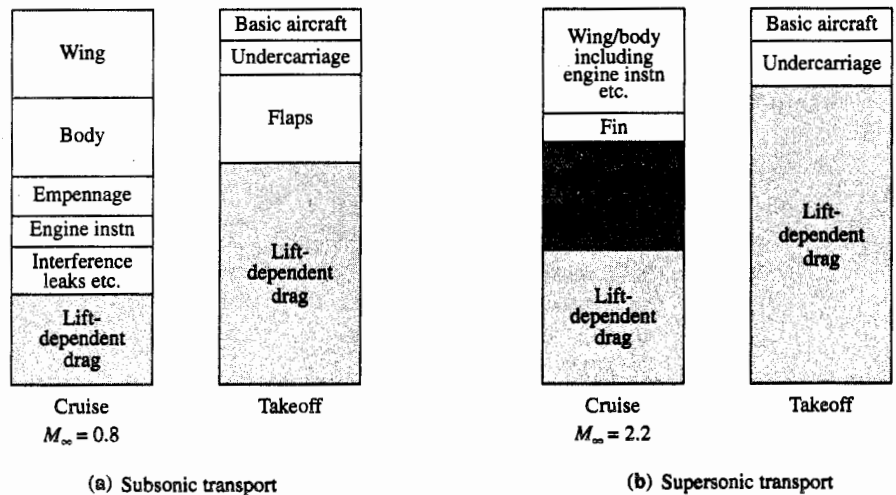 Wing
Body
Empennage
Engine instn
Interference
leaks etc.
Lift-
dependent
drag
Cruise
M∞ = 0.8
Basic aircraft
Undercarriage
Flaps
Lift-
dependent
drag
Takeoff
(a) Subsonic transport
Wing/body
including
engine instn
etc.
Fin
Lift-
dependent
drag
Cruise
M∞ = 2.2
Basic aircraft
Undercarriage
Lift-
dependent
drag
Takeoff
(b) Supersonic transport